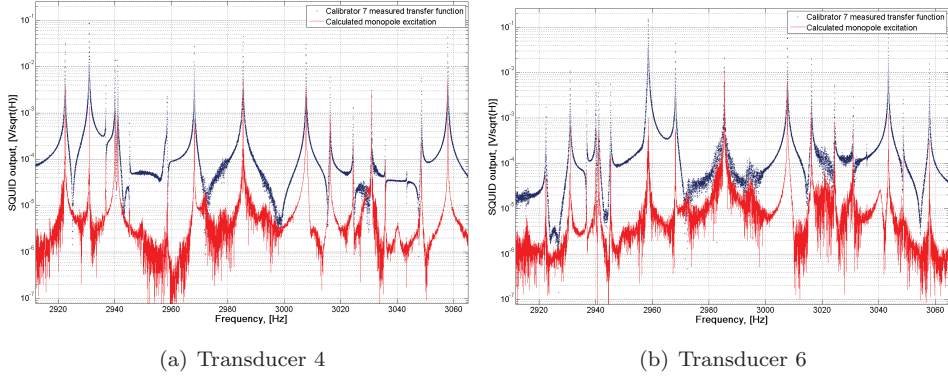 Calibrator 7 measured transfer function
Calculated monopole excitation
SQUID output, [V/sqrt(H)]
10^-1
10^-2
10^-3
10^-4
10^-5
10^-6
10^-7
2920 2940 2960 2980 3000 3020 3040 3060
Frequency, [Hz]
(a) Transducer 4
Calibrator 7 measured transfer function
Calculated monopole excitation
SQUID output, [V/sqrt(H)]
10^-1
10^-2
10^-3
10^-4
10^-5
10^-6
10^-7
2920 2940 2960 2980 3000 3020 3040 3060
Frequency, [Hz]
(b) Transducer 6